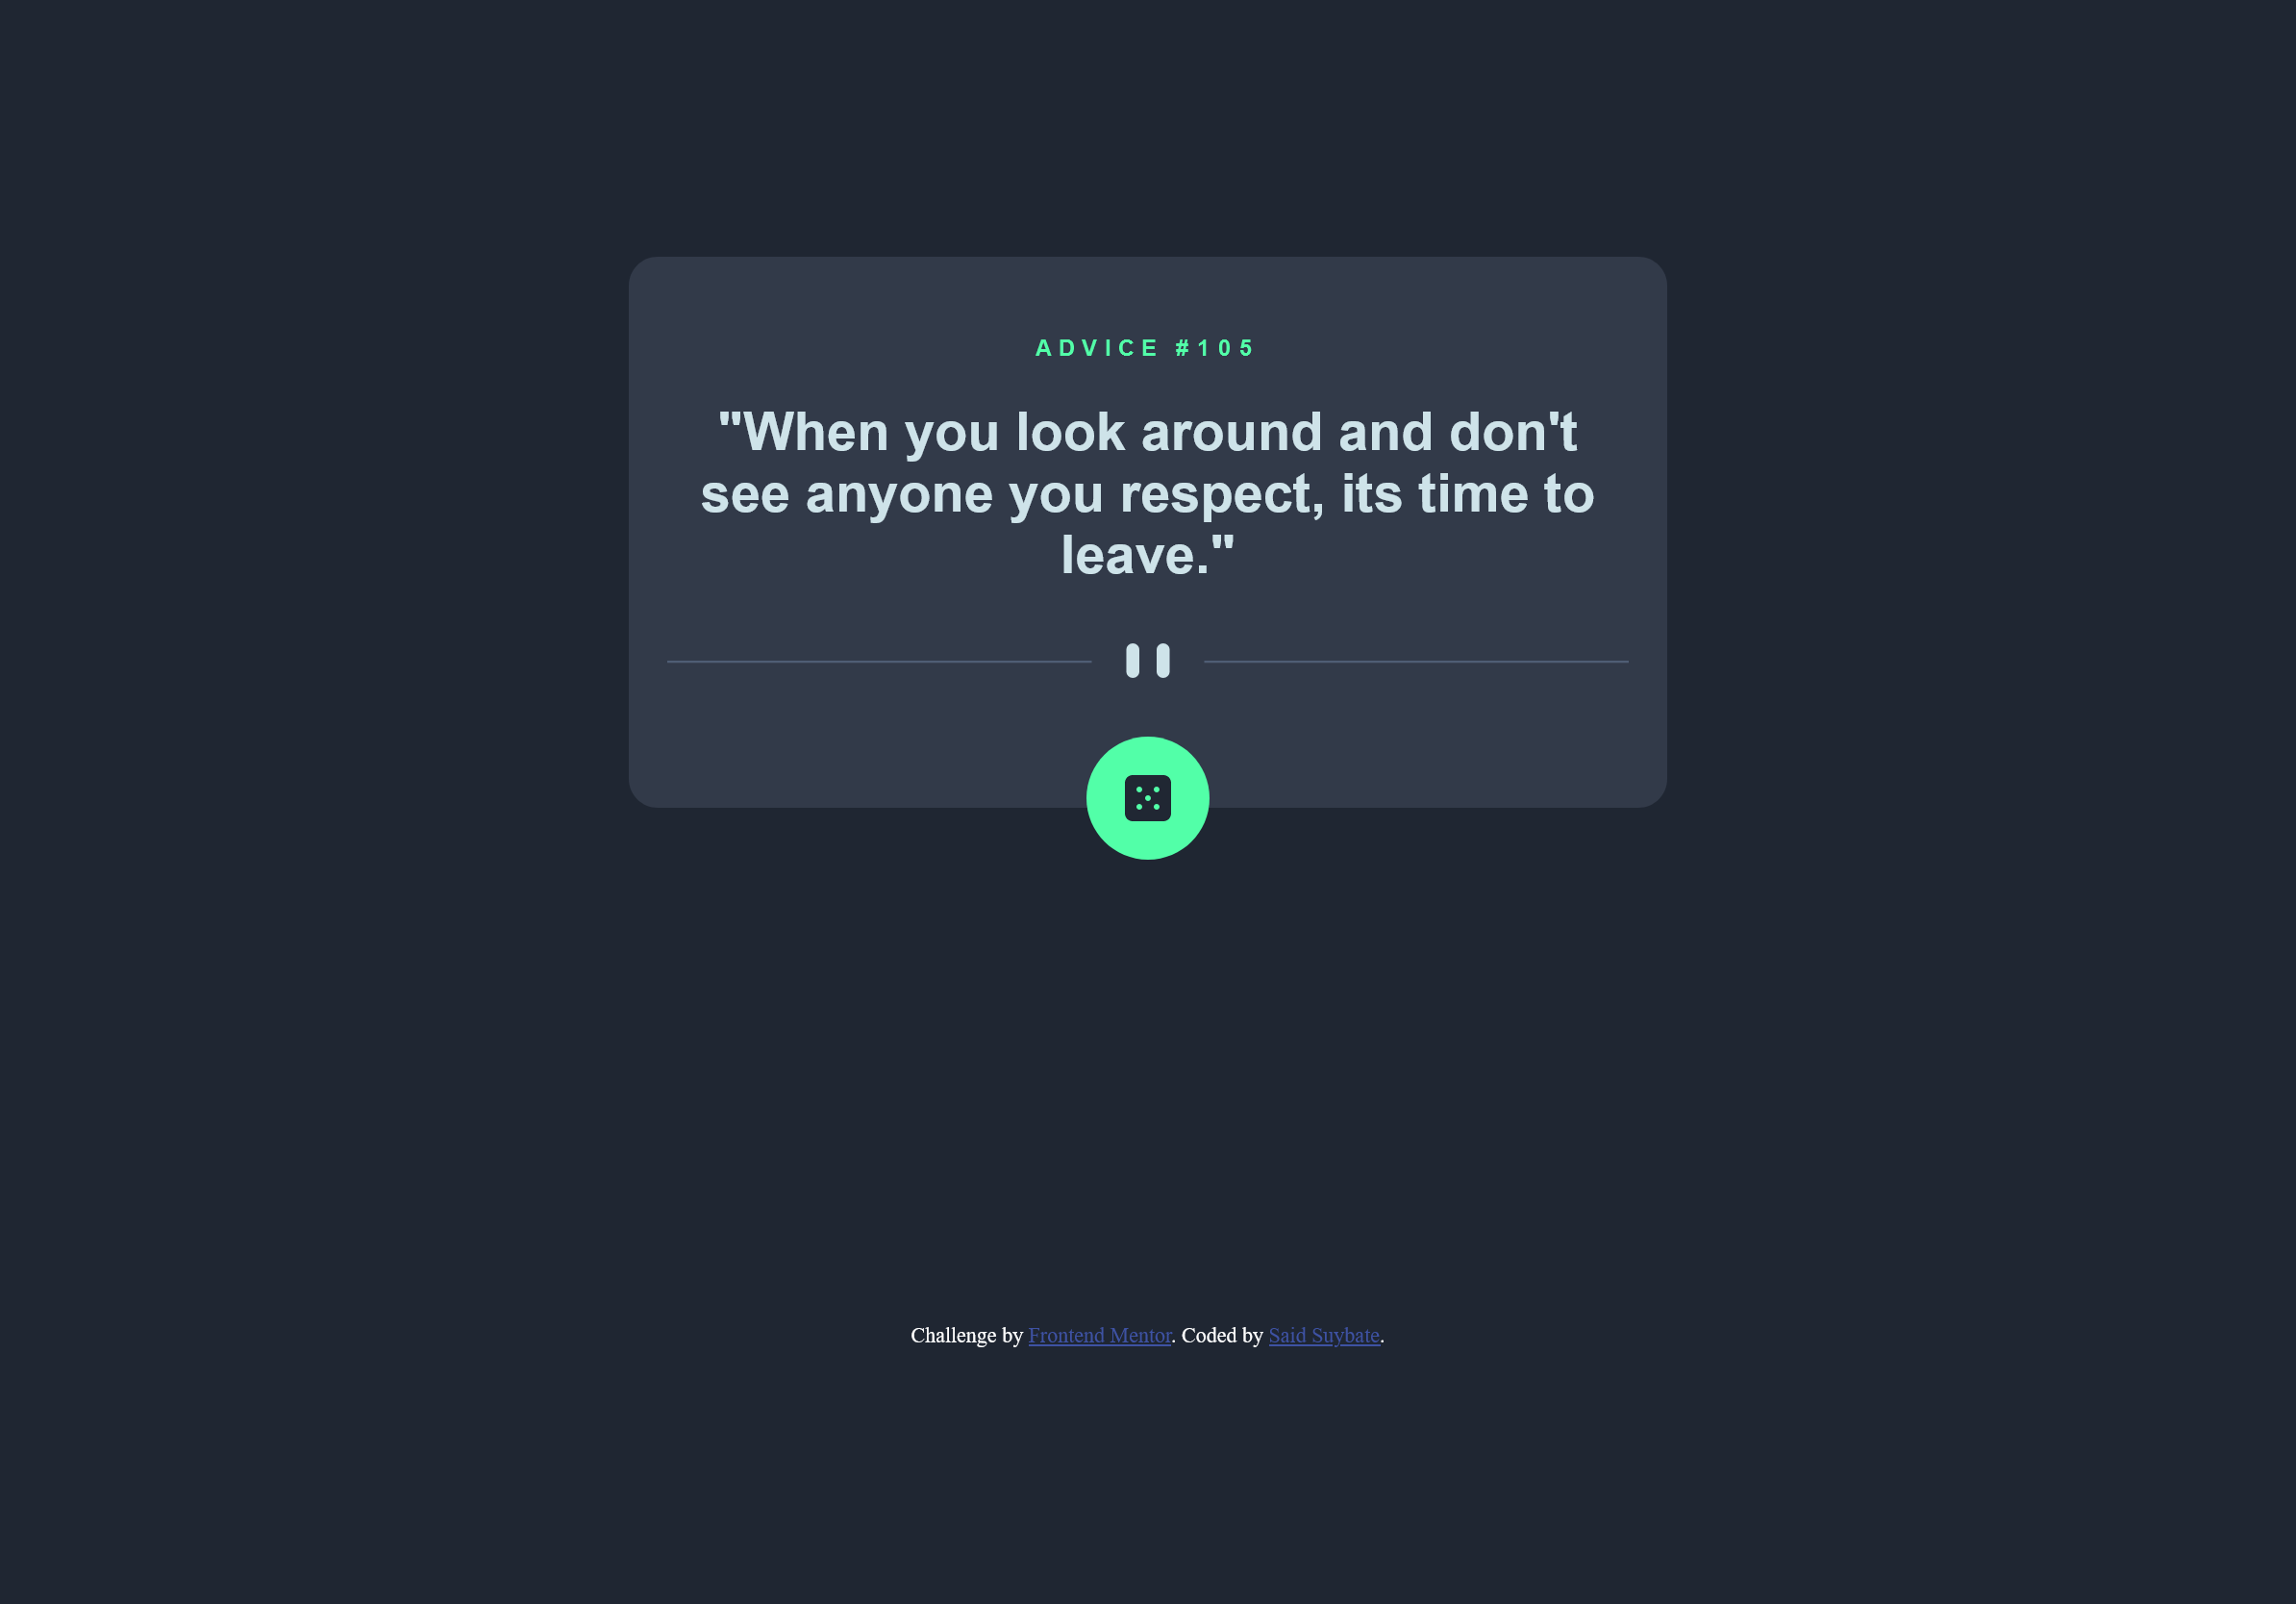 ADVICE #105
"When you look around and don't
see anyone you respect, its time to
leave."
Challenge by Frontend Mentor. Coded by Said Suybate.